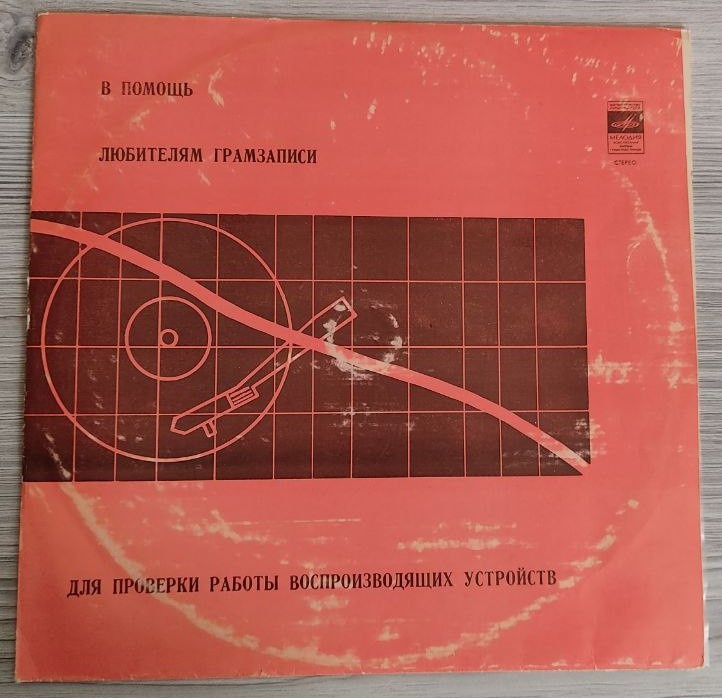 В ПОМОЩЬ
ЛЮБИТЕЛЯМ ГРАМЗАПИСИ
МЕЛОДИЯ
СТЕРЕО
ДЛЯ ПРОВЕРКИ РАБОТЫ ВОСПРОИЗВОДЯЩИХ УСТРОЙСТВ